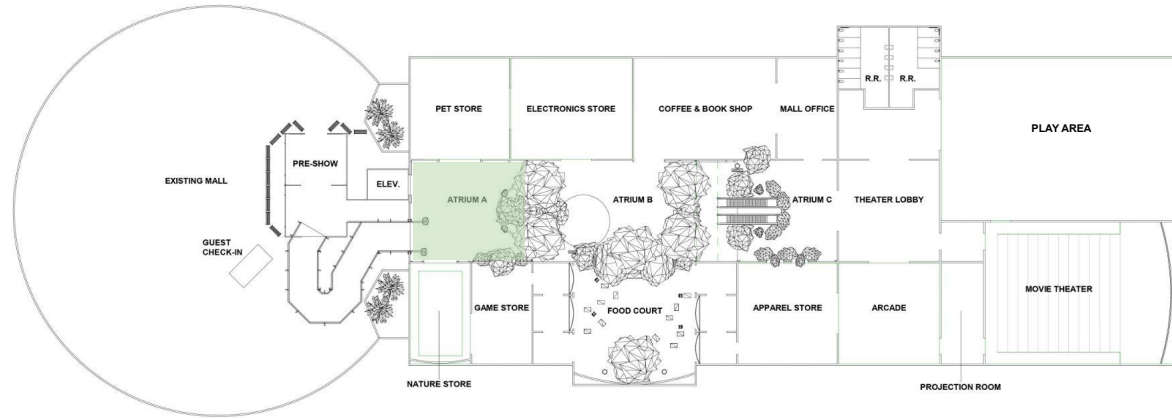 R.R.
R.R.
PET STORE
ELECTRONICS STORE
COFFEE & BOOK SHOP
MALL OFFICE
PLAY AREA
PRE-SHOW
EXISTING MALL
ELEV.
ATRIUM A
ATRIUM B
ATRIUM C
THEATER LOBBY
GUEST
CHECK-IN
GAME STORE
FOOD COURT
APPAREL STORE
ARCADE
MOVIE THEATER
NATURE STORE
PROJECTION ROOM